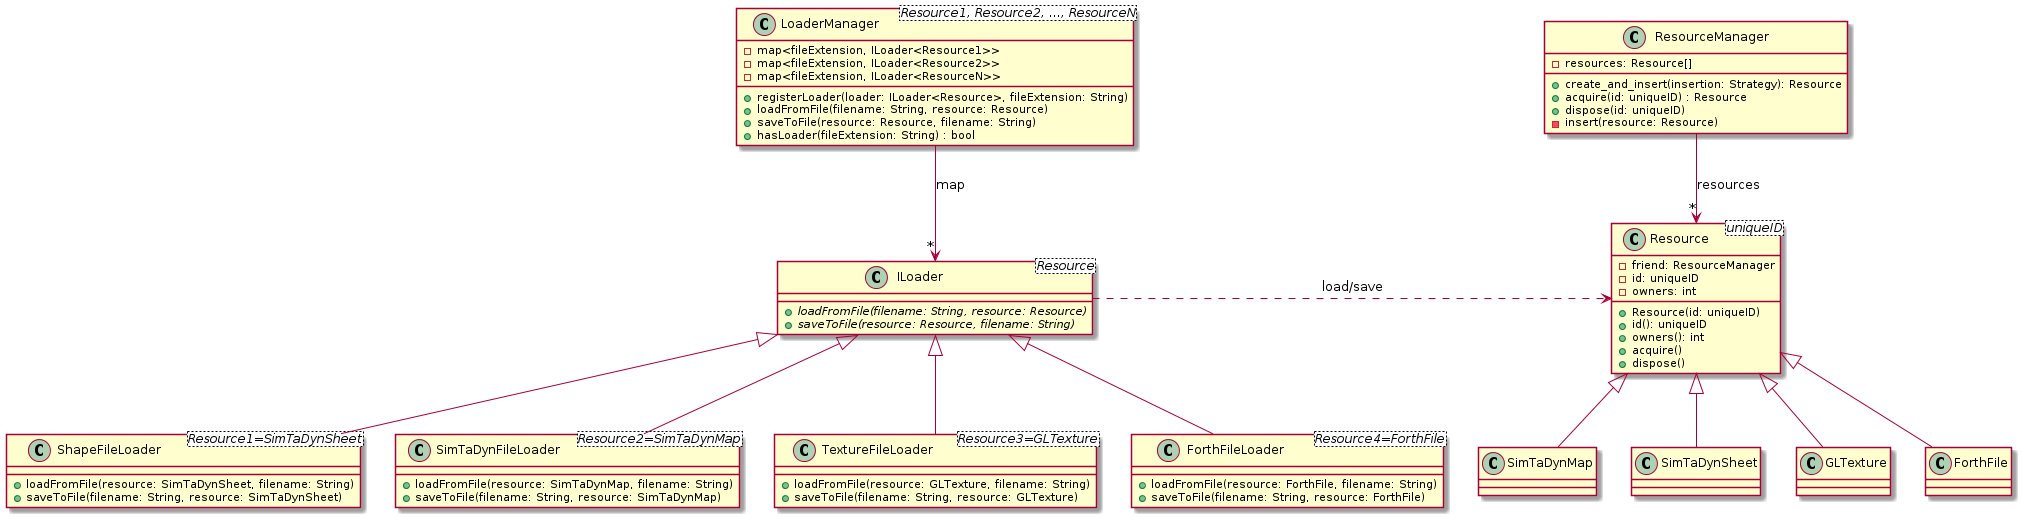 C LoaderManager
Resource1, Resource2, ..., ResourceN
map<fileExtension, ILoader<Resource1>>
map<fileExtension, ILoader<Resource2>>
map<fileExtension, ILoader<ResourceN>>
registerLoader(loader: ILoader<Resource>, fileExtension: String)
loadFromFile(filename: String, resource: Resource)
saveToFile(resource: Resource, filename: String)
hasLoader(fileExtension: String) : bool
C ResourceManager
resources: Resource[]
create_and_insert(insertion: Strategy): Resource
acquire(id: uniqueID) : Resource
dispose(id: uniqueID)
insert(resource: Resource)
map
*
resources
*
C ILoader
Resource
loadFromFile(filename: String, resource: Resource)
saveToFile(resource: Resource, filename: String)
load/save
C Resource
uniqueID
friend: ResourceManager
id: uniqueID
owners: int
Resource(id: uniqueID)
id(): uniqueID
owners(): int
acquire()
dispose()
C ShapeFileLoader
Resource1=SimTaDynSheet
loadFromFile(resource: SimTaDynSheet, filename: String)
saveToFile(filename: String, resource: SimTaDynSheet)
C SimTaDynFileLoader
Resource2=SimTaDynMap
loadFromFile(resource: SimTaDynMap, filename: String)
saveToFile(filename: String, resource: SimTaDynMap)
C TextureFileLoader
Resource3=GLTexture
loadFromFile(resource: GLTexture, filename: String)
saveToFile(filename: String, resource: GLTexture)
C ForthFileLoader
Resource4=ForthFile
loadFromFile(resource: ForthFile, filename: String)
saveToFile(filename: String, resource: ForthFile)
C SimTaDynMap
C SimTaDynSheet
C GLTexture
C ForthFile